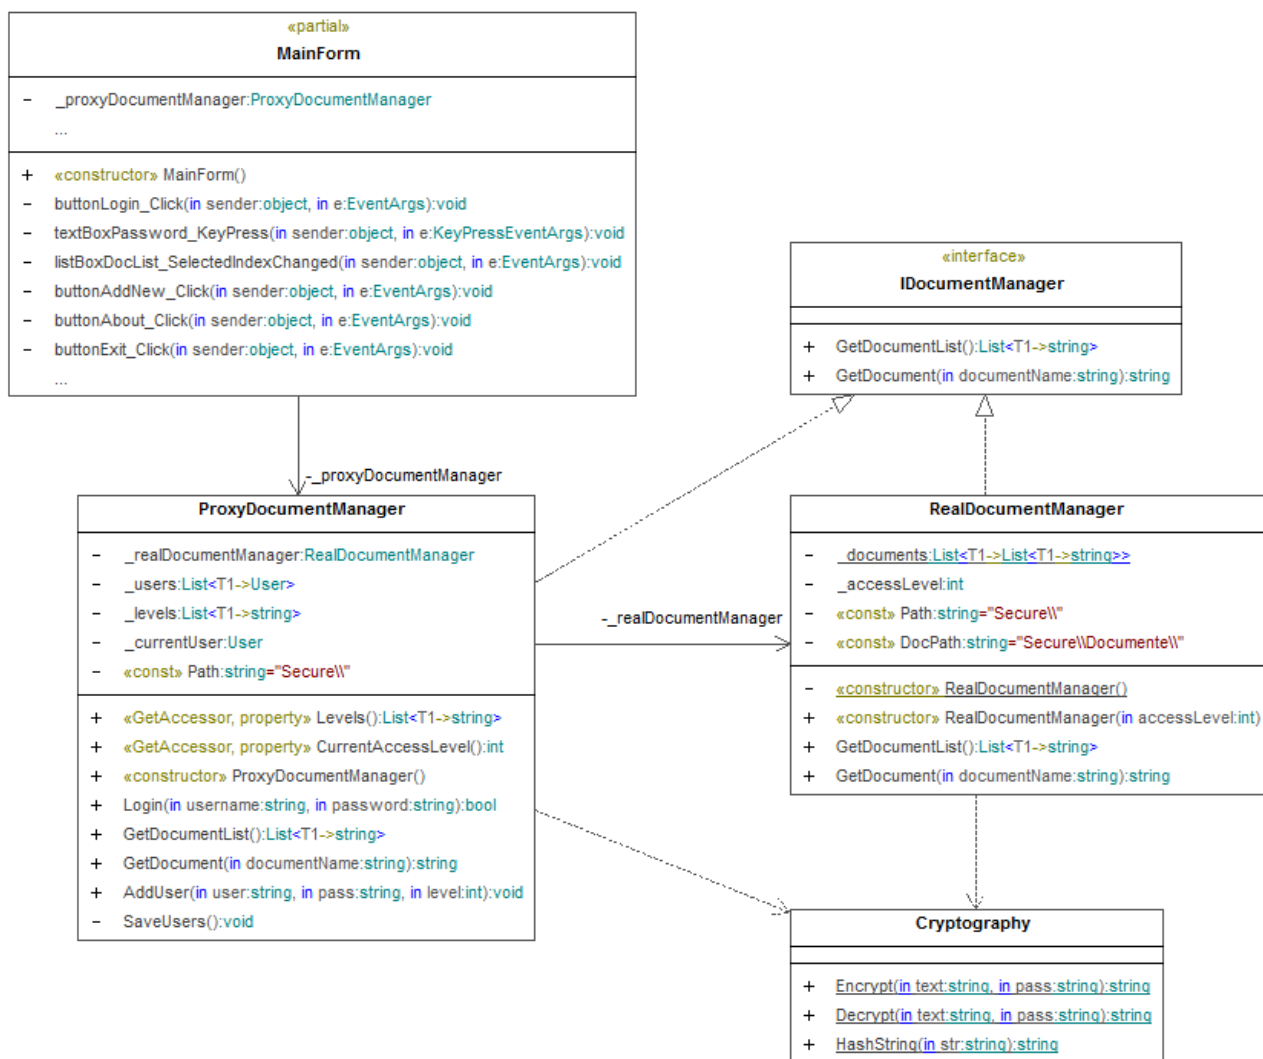 «partial»
MainForm
- _proxyDocumentManager:ProxyDocumentManager
...
+ «constructor» MainForm()
- buttonLogin_Click(in sender:object, in e:EventArgs):void
- textBoxPassword_KeyPress(in sender:object, in e:KeyPressEventArgs):void
- listBoxDocList_SelectedIndexChanged(in sender:object, in e:EventArgs):void
- buttonAddNew_Click(in sender:object, in e:EventArgs):void
- buttonAbout_Click(in sender:object, in e:EventArgs):void
- buttonExit_Click(in sender:object, in e:EventArgs):void
...
«interface»
IDocumentManager
+ GetDocumentList():List<T1->string>
+ GetDocument(in documentName:string):string
-_proxyDocumentManager
ProxyDocumentManager
- _realDocumentManager:RealDocumentManager
- _users:List<T1->User>
- _levels:List<T1->string>
- _currentUser:User
- «const» Path:string="Secure\\"
+ «GetAccessor, property» Levels():List<T1->string>
+ «GetAccessor, property» CurrentAccessLevel():int
+ «constructor» ProxyDocumentManager()
+ Login(in username:string, in password:string):bool
+ GetDocumentList():List<T1->string>
+ GetDocument(in documentName:string):string
+ AddUser(in user:string, in pass:string, in level:int):void
- SaveUsers():void
-_realDocumentManager
RealDocumentManager
- _documents:List<T1->List<T1->string>>
- _accessLevel:int
- «const» Path:string="Secure\\"
- «const» DocPath:string="Secure\\Documente\\"
- «constructor» RealDocumentManager()
+ «constructor» RealDocumentManager(in accessLevel:int)
+ GetDocumentList():List<T1->string>
+ GetDocument(in documentName:string):string
Cryptography
+ Encrypt(in text:string, in pass:string):string
+ Decrypt(in text:string, in pass:string):string
+ HashString(in str:string):string